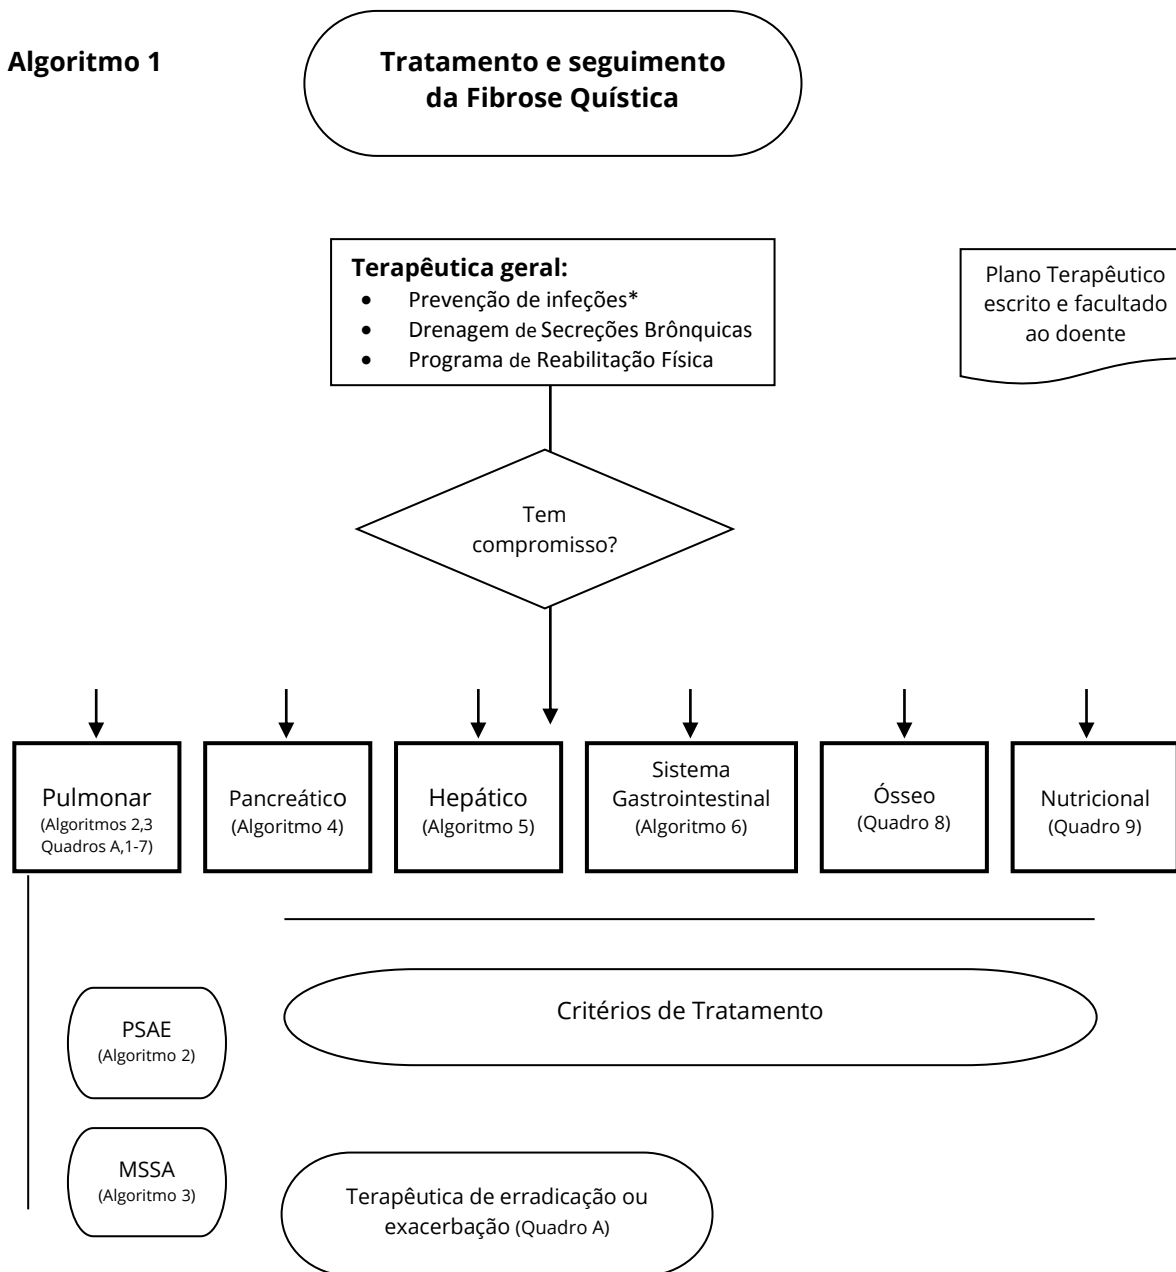 Algoritmo 1
Tratamento e seguimento
da Fibrose Quística
Terapêutica geral:
• Prevenção de infeções*
• Drenagem de Secreções Brônquicas
• Programa de Reabilitação Física
Plano Terapêutico
escrito e facultado
ao doente
Tem
compromisso?
Pulmonar
(Algoritmos 2,3
Quadros A,1-7)
Pancreático
(Algoritmo 4)
Hepático
(Algoritmo 5)
Sistema
Gastrointestinal
(Algoritmo 6)
Ósseo
(Quadro 8)
Nutricional
(Quadro 9)
PSAE
(Algoritmo 2)
Critérios de Tratamento
MSSA
(Algoritmo 3)
Terapêutica de erradicação ou
exacerbação (Quadro A)